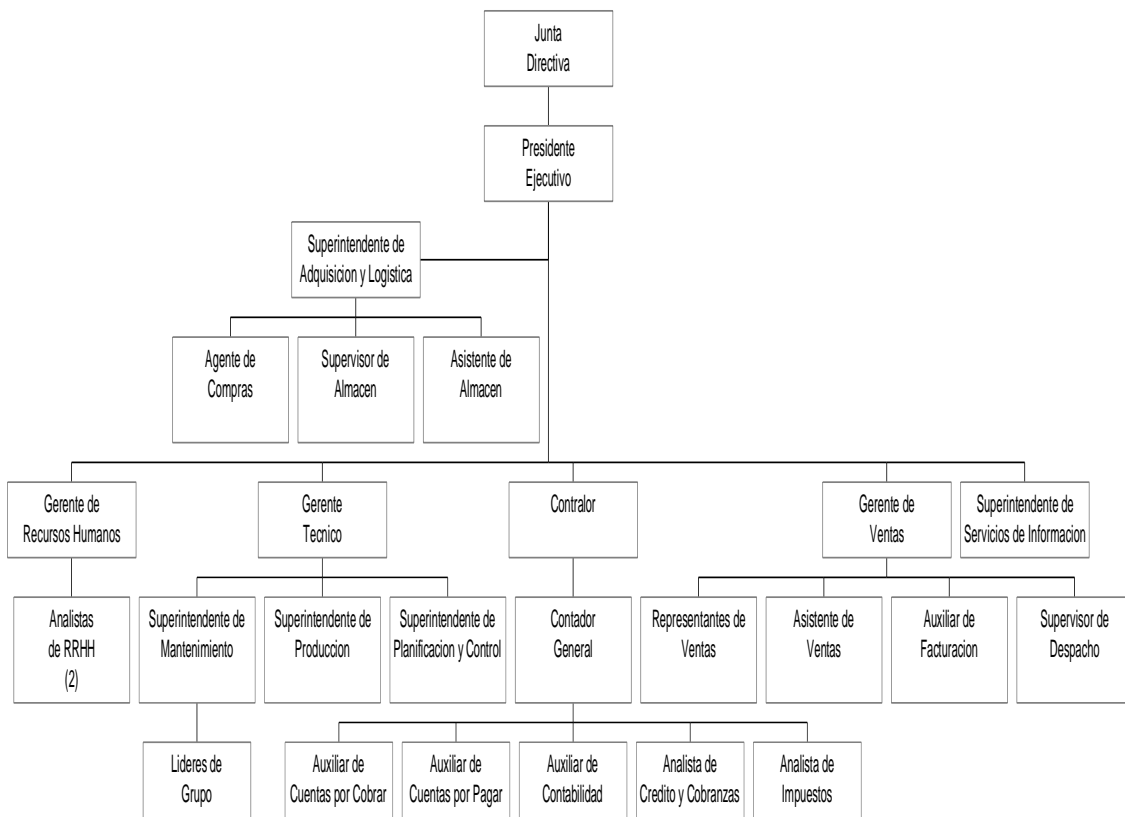 Junta
Directiva
Presidente
Ejecutivo
Superintendente de
Adquisicion y Logistica
Agente de
Compras
Supervisor de
Almacen
Asistente de
Almacen
Gerente de
Recursos Humanos
Gerente
Tecnico
Contralor
Gerente de
Ventas
Superintendente de
Servicios de Informacion
Analistas
de RRHH
(2)
Superintendente de
Mantenimiento
Superintendente de
Produccion
Superintendente de
Planificacion y Control
Contador
General
Representantes de
Ventas
Asistente de
Ventas
Auxiliar de
Facturacion
Supervisor de
Despacho
Lideres de
Grupo
Auxiliar de
Cuentas por Cobrar
Auxiliar de
Cuentas por Pagar
Auxiliar de
Contabilidad
Analista de
Credito y Cobranzas
Analista de
Impuestos